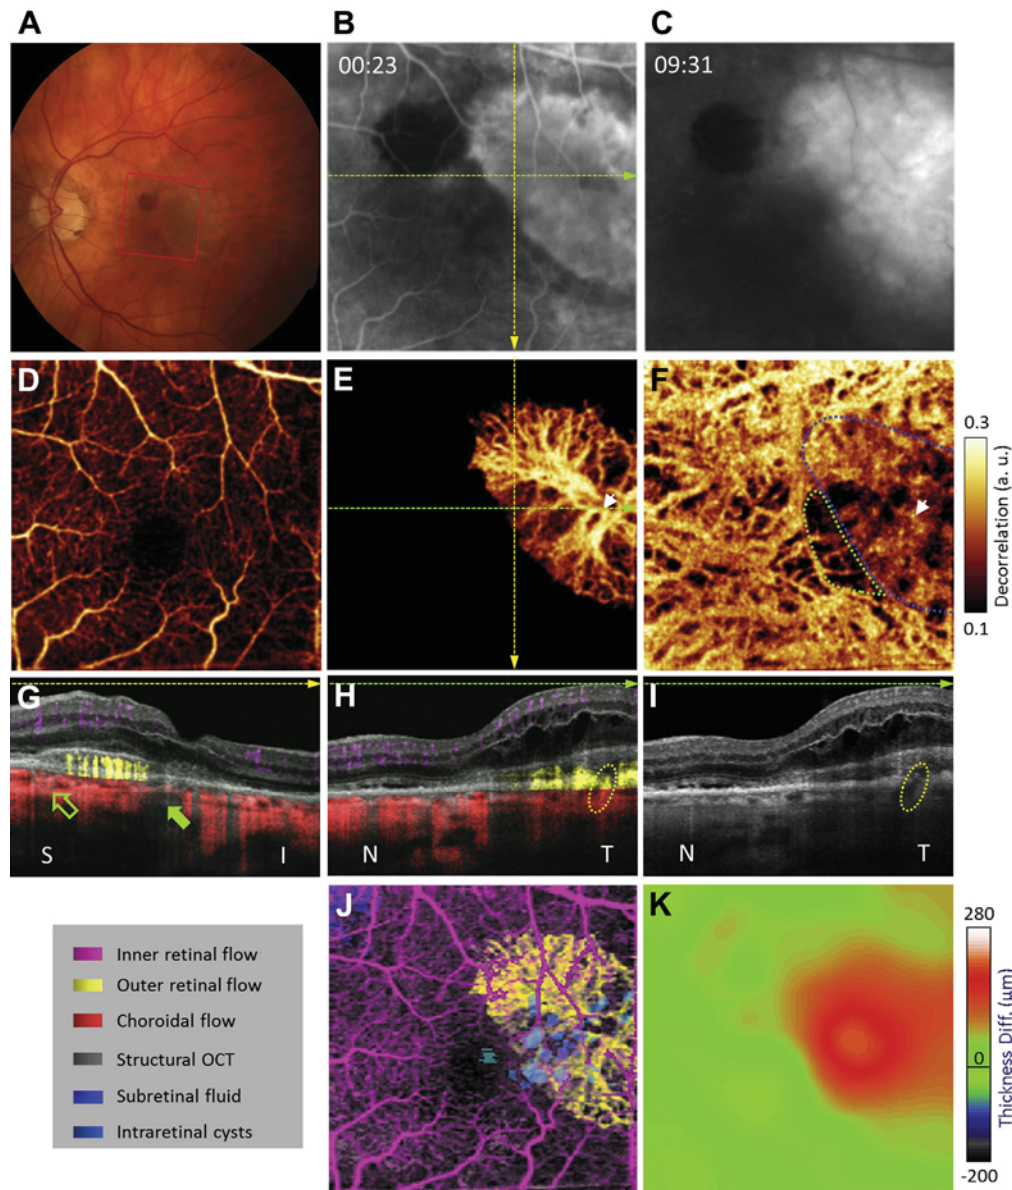 A
B
C
00:23
09:31
D
E
F
0.3
Decorrelation (a. u.)
0.1
G
H
I
S
I
N
T
N
T
J
K
Inner retinal flow
Outer retinal flow
Choroidal flow
Structural OCT
Subretinal fluid
Intraretinal cysts
280
0
Thickness Diff. (µm)
-200